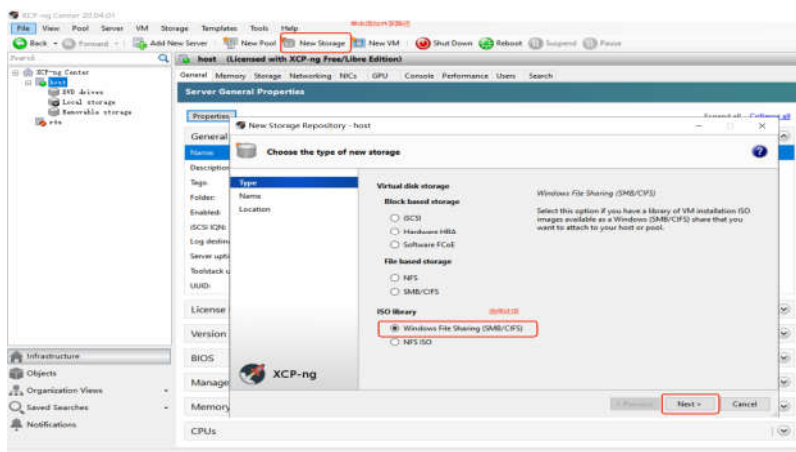 XCP-ng Center 20.04.01
File View Pool Server VM Storage Templates Tools Help
Back Forward Add New Server New Pool New Storage New VM Shut Down Reboot Suspend Pause
Search...
host (Licensed with XCP-ng Free/Libre Edition)
XCP-ng Center
host
DVD drives
Local storage
Removable storage
General Memory Storage Networking NICs GPU Console Performance Users Search
Server General Properties
Properties
Expand all Collapse all
General
Name:
Description
Tags:
Folder:
Enabled:
iSCSI IQN:
Log destin
Server upti
Toolstack u
UUID:
License
Version
BIOS
Manage
Memory
CPUs
New Storage Repository - host
Choose the type of new storage
Type
Name
Location
Virtual disk storage
Block based storage
iSCSI
Hardware HBA
Software FCoE
File based storage
NFS
SMB/CIFS
ISO library
Windows File Sharing (SMB/CIFS)
NFS ISO
Windows File Sharing (SMB/CIFS)
Select this option if you have a library of VM installation ISO
images available as a Windows (SMB/CIFS) share that you
want to attach to your host or pool.
XCP-ng
< Previous Next > Cancel
Infrastructure
Objects
Organization Views
Saved Searches
Notifications